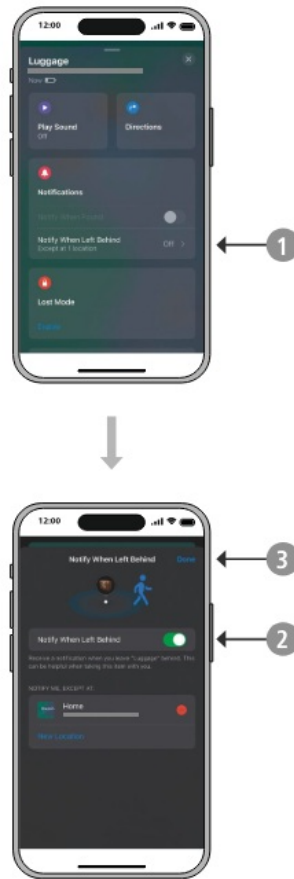 12:00
Luggage
Now
Play Sound
Off
Directions
Notifications
Notify When Found
Notify When Left Behind
Except at 1 location
Off
1
Lost Mode
Enable
12:00
Notify When Left Behind
Done
3
Notify When Left Behind
2
Receive a notification when you leave "Luggage" behind. This
can be helpful when taking this item with you.
NOTIFY ME, EXCEPT AT:
Home
New Location